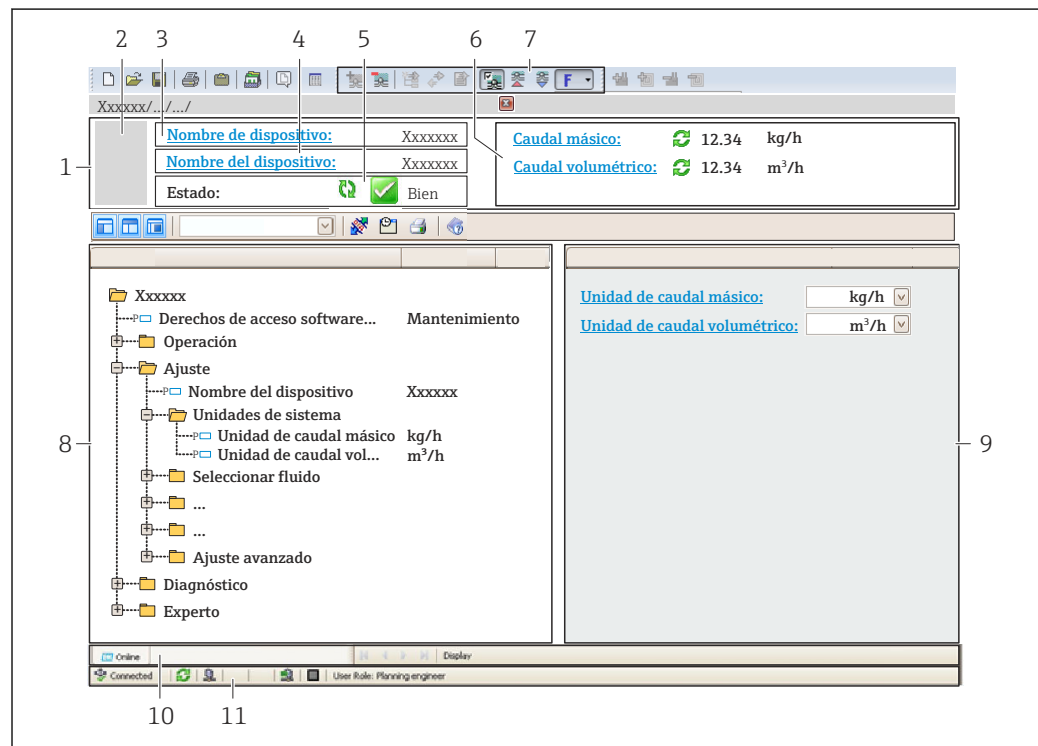 2 3 4 5 6 7
F
Xxxxxx/.../.../
1
Nombre de dispositivo: Xxxxxxx
Nombre del dispositivo: Xxxxxxx
Estado: Bien
Caudal másico: 12.34 kg/h
Caudal volumétrico: 12.34 m³/h
Xxxxxx
P Derechos de acceso software... Mantenimiento
Operación
Ajuste
P Nombre del dispositivo Xxxxxx
Unidades de sistema
P Unidad de caudal másico kg/h
P Unidad de caudal vol... m³/h
Seleccionar fluido
...
...
Ajuste avanzado
Diagnóstico
Experto
8
Unidad de caudal másico: kg/h
Unidad de caudal volumétrico: m³/h
9
Online Display
Connected User Role: Planning engineer
10 11